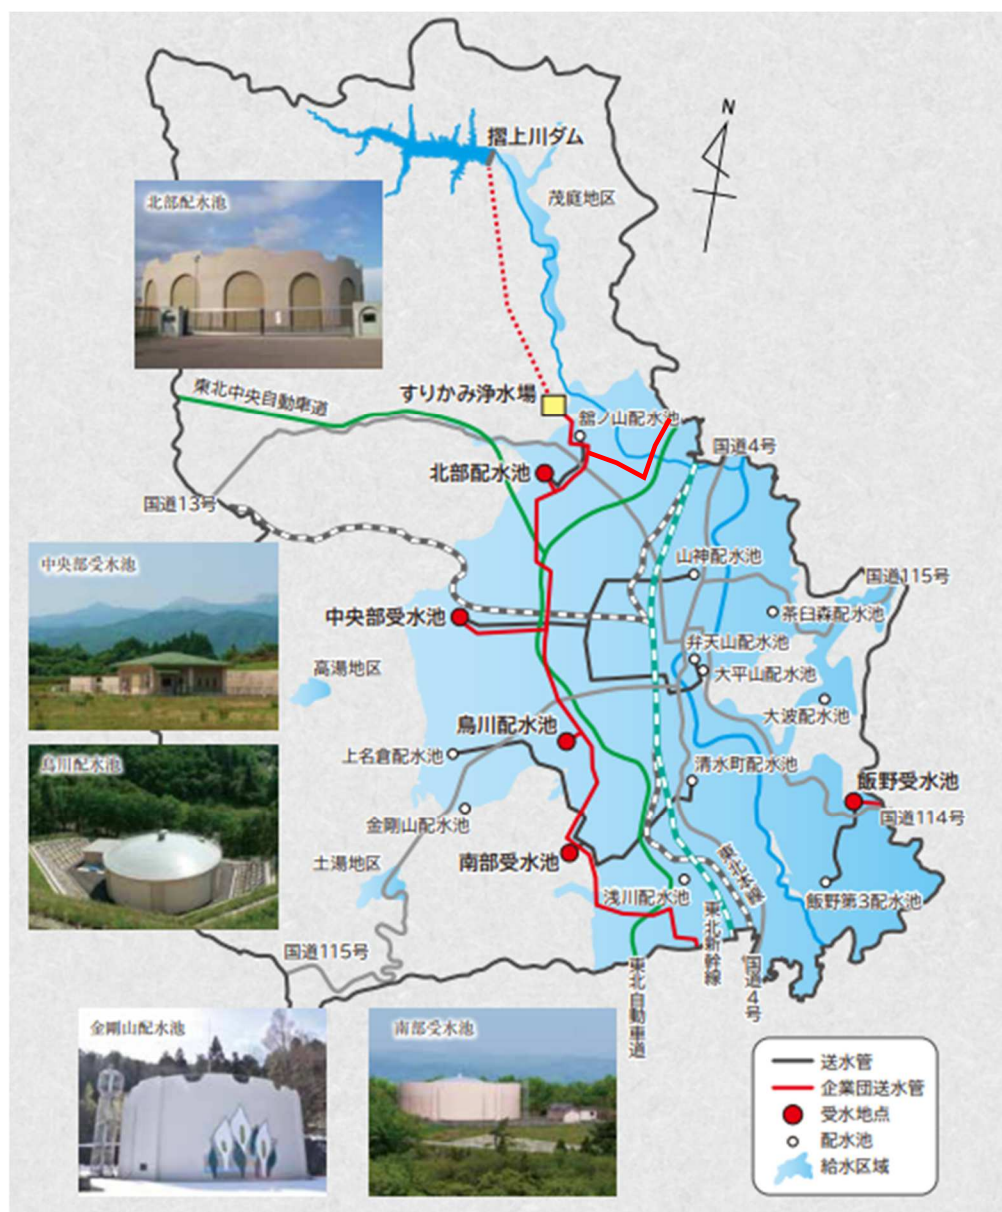 N
摺上川ダム
茂庭地区
北部配水池
すりかみ浄水場
東北中央自動車道
舘ノ山配水池
国道4号
北部配水池
国道13号
山神配水池
国道115号
中央部受水池
中央部受水池
茶臼森配水池
弁天山配水池
高湯地区
大平山配水池
大波配水池
烏川配水池
烏川配水池
上名倉配水池
清水町配水池
飯野受水池
国道114号
金剛山配水池
土湯地区
南部受水池
東北本線
浅川配水池
飯野第3配水池
東北新幹線
国道115号
国道4号
東北自動車道
金剛山配水池
南部受水池
送水管
企業団送水管
受水地点
配水池
給水区域